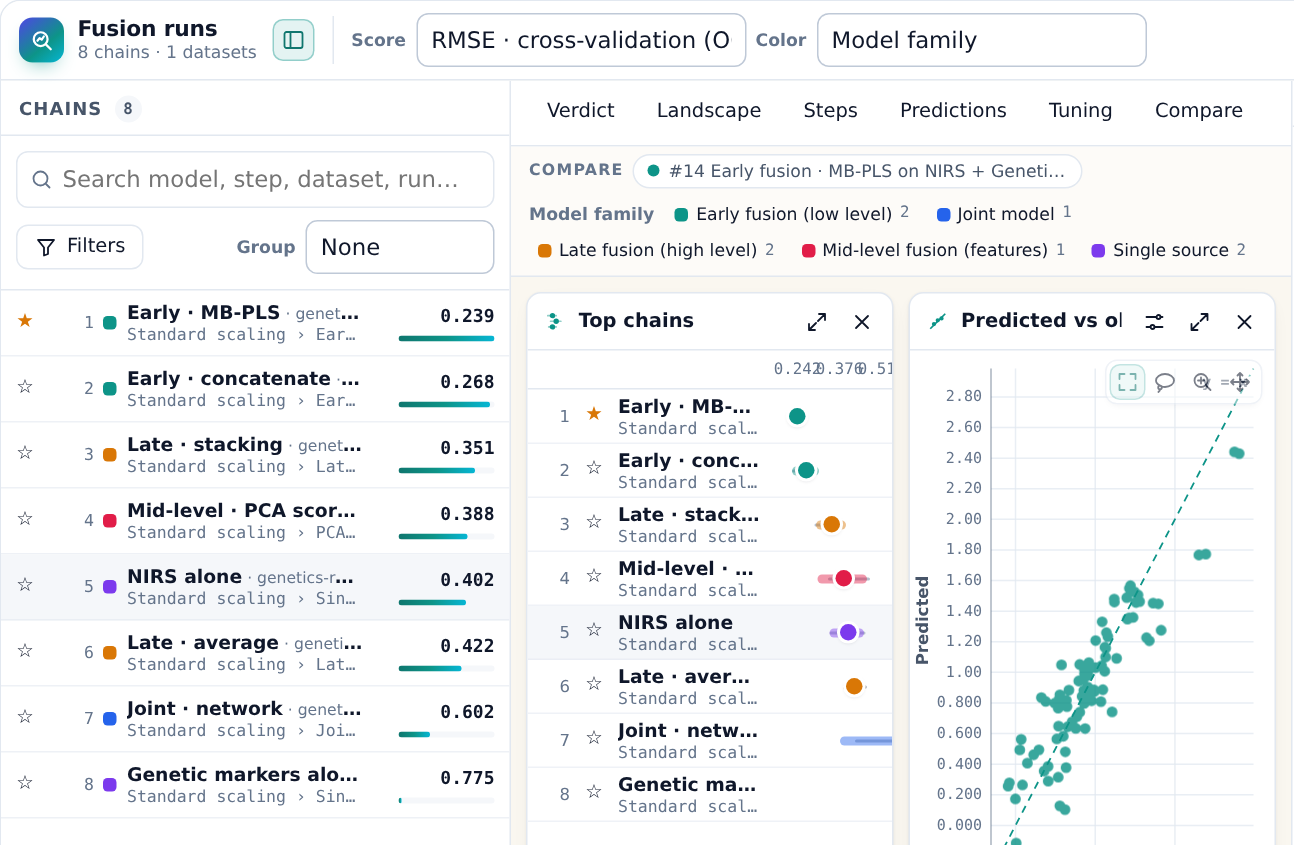 Fusion runs
8 chains · 1 datasets
Score
RMSE · cross-validation (O
Color
Model family
CHAINS 8
Search model, step, dataset, run…
Filters
Group
None
★ 1 Early · MB-PLS · genet… 0.239
Standard scaling › Ear…
☆ 2 Early · concatenate ·… 0.268
Standard scaling › Ear…
☆ 3 Late · stacking · genet… 0.351
Standard scaling › Lat…
☆ 4 Mid-level · PCA scor… 0.388
Standard scaling › PCA…
☆ 5 NIRS alone · genetics-r… 0.402
Standard scaling › Sin…
☆ 6 Late · average · geneti… 0.422
Standard scaling › Lat…
☆ 7 Joint · network · genet… 0.602
Standard scaling › Joi…
☆ 8 Genetic markers alo… 0.775
Standard scaling › Sin…
Verdict Landscape Steps Predictions Tuning Compare
COMPARE #14 Early fusion · MB-PLS on NIRS + Geneti…
Model family Early fusion (low level) 2 Joint model 1
Late fusion (high level) 2 Mid-level fusion (features) 1 Single source 2
Top chains
0.242 0.376 0.51
1 ★ Early · MB-…
Standard scal…
2 ☆ Early · conc…
Standard scal…
3 ☆ Late · stack…
Standard scal…
4 ☆ Mid-level · …
Standard scal…
5 ☆ NIRS alone
Standard scal…
6 ☆ Late · aver…
Standard scal…
7 ☆ Joint · netw…
Standard scal…
8 ☆ Genetic ma…
Standard scal…
Predicted vs ol
Predicted
2.80
2.60
2.40
2.20
2.00
1.80
1.60
1.40
1.20
1.00
0.800
0.600
0.400
0.200
0.000